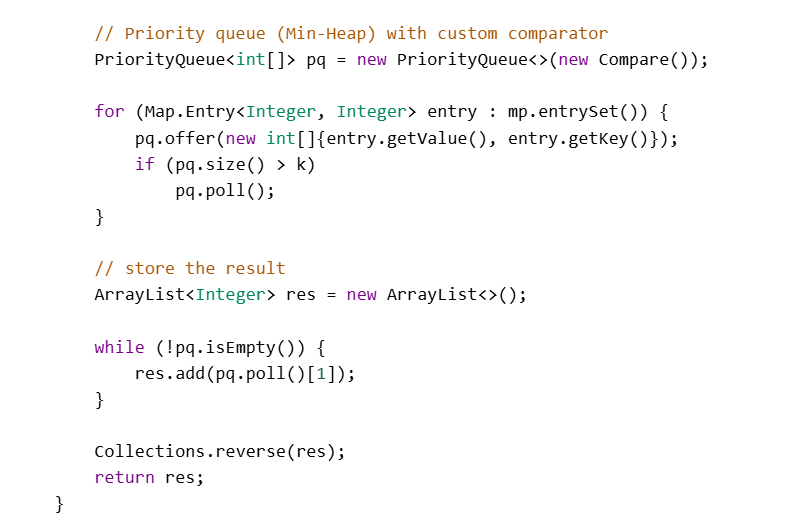 // Priority queue (Min-Heap) with custom comparator
PriorityQueue<int[]> pq = new PriorityQueue<>(new Compare());
for (Map.Entry<Integer, Integer> entry : mp.entrySet()) {
pq.offer(new int[]{entry.getValue(), entry.getKey()});
if (pq.size() > k)
pq.poll();
}
// store the result
ArrayList<Integer> res = new ArrayList<>();
while (!pq.isEmpty()) {
res.add(pq.poll()[1]);
}
Collections.reverse(res);
return res;
}